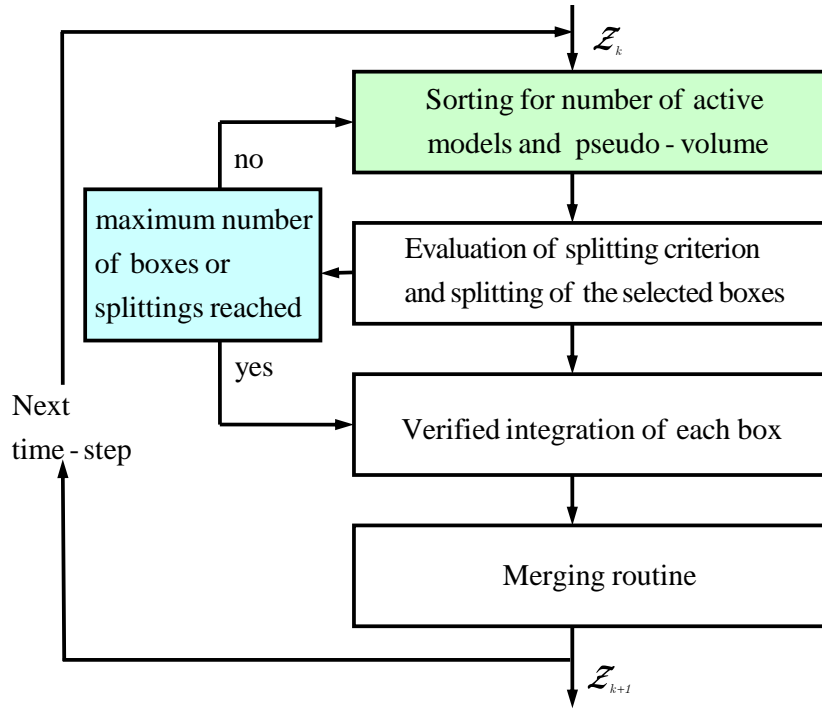 𝒵k
Sorting for number of active
models and pseudo - volume
no
maximum number
of boxes or
splittings reached
Evaluation of splitting criterion
and splitting of the selected boxes
yes
Next
time - step
Verified integration of each box
Merging routine
𝒵k+1